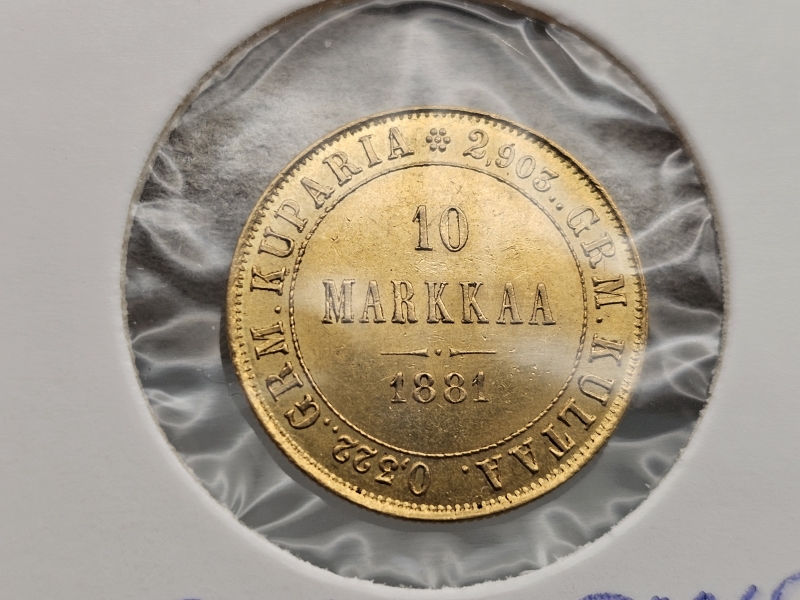 2,903.. GRM. KULTAA. 0,322.. GRM. KUPARIA
10
MARKKAA
1881